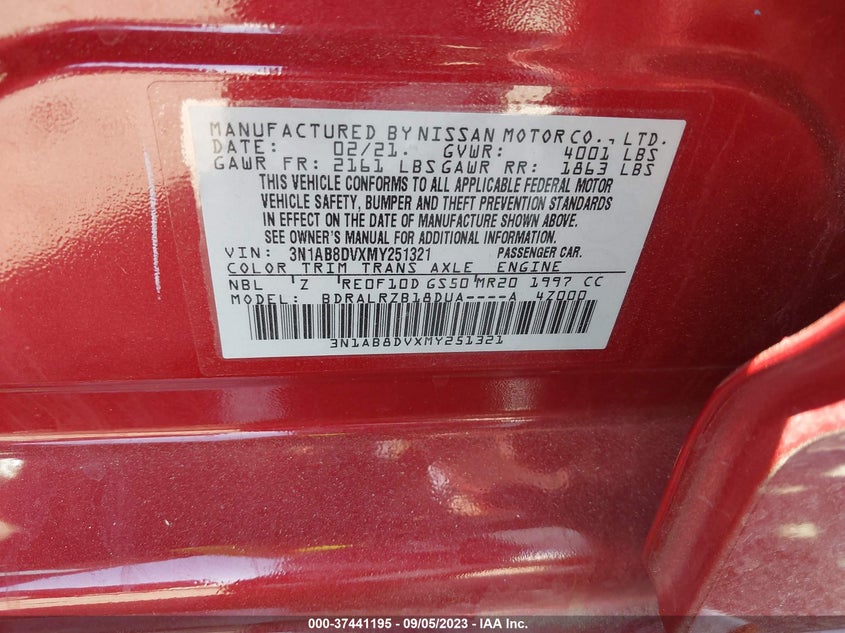 MANUFACTURED BY NISSAN MOTOR CO., LTD.
DATE: 02/21. GVWR: 4001 LBS
GAWR FR: 2161 LBS GAWR RR: 1863 LBS
THIS VEHICLE CONFORMS TO ALL APPLICABLE FEDERAL MOTOR
VEHICLE SAFETY, BUMPER AND THEFT PREVENTION STANDARDS
IN EFFECT ON THE DATE OF MANUFACTURE SHOWN ABOVE.
SEE OWNER'S MANUAL FOR ADDITIONAL INFORMATION.
VIN: 3N1AB8DVXMY251321 PASSENGER CAR.
COLOR TRIM TRANS AXLE ENGINE
NBL Z RE0F10D GS50 MR20 1997 CC
MODEL: BDRALRZB18DUA----A 4Z000
3N1AB8DVXMY251321
000-37441195 - 09/05/2023 - IAA Inc.